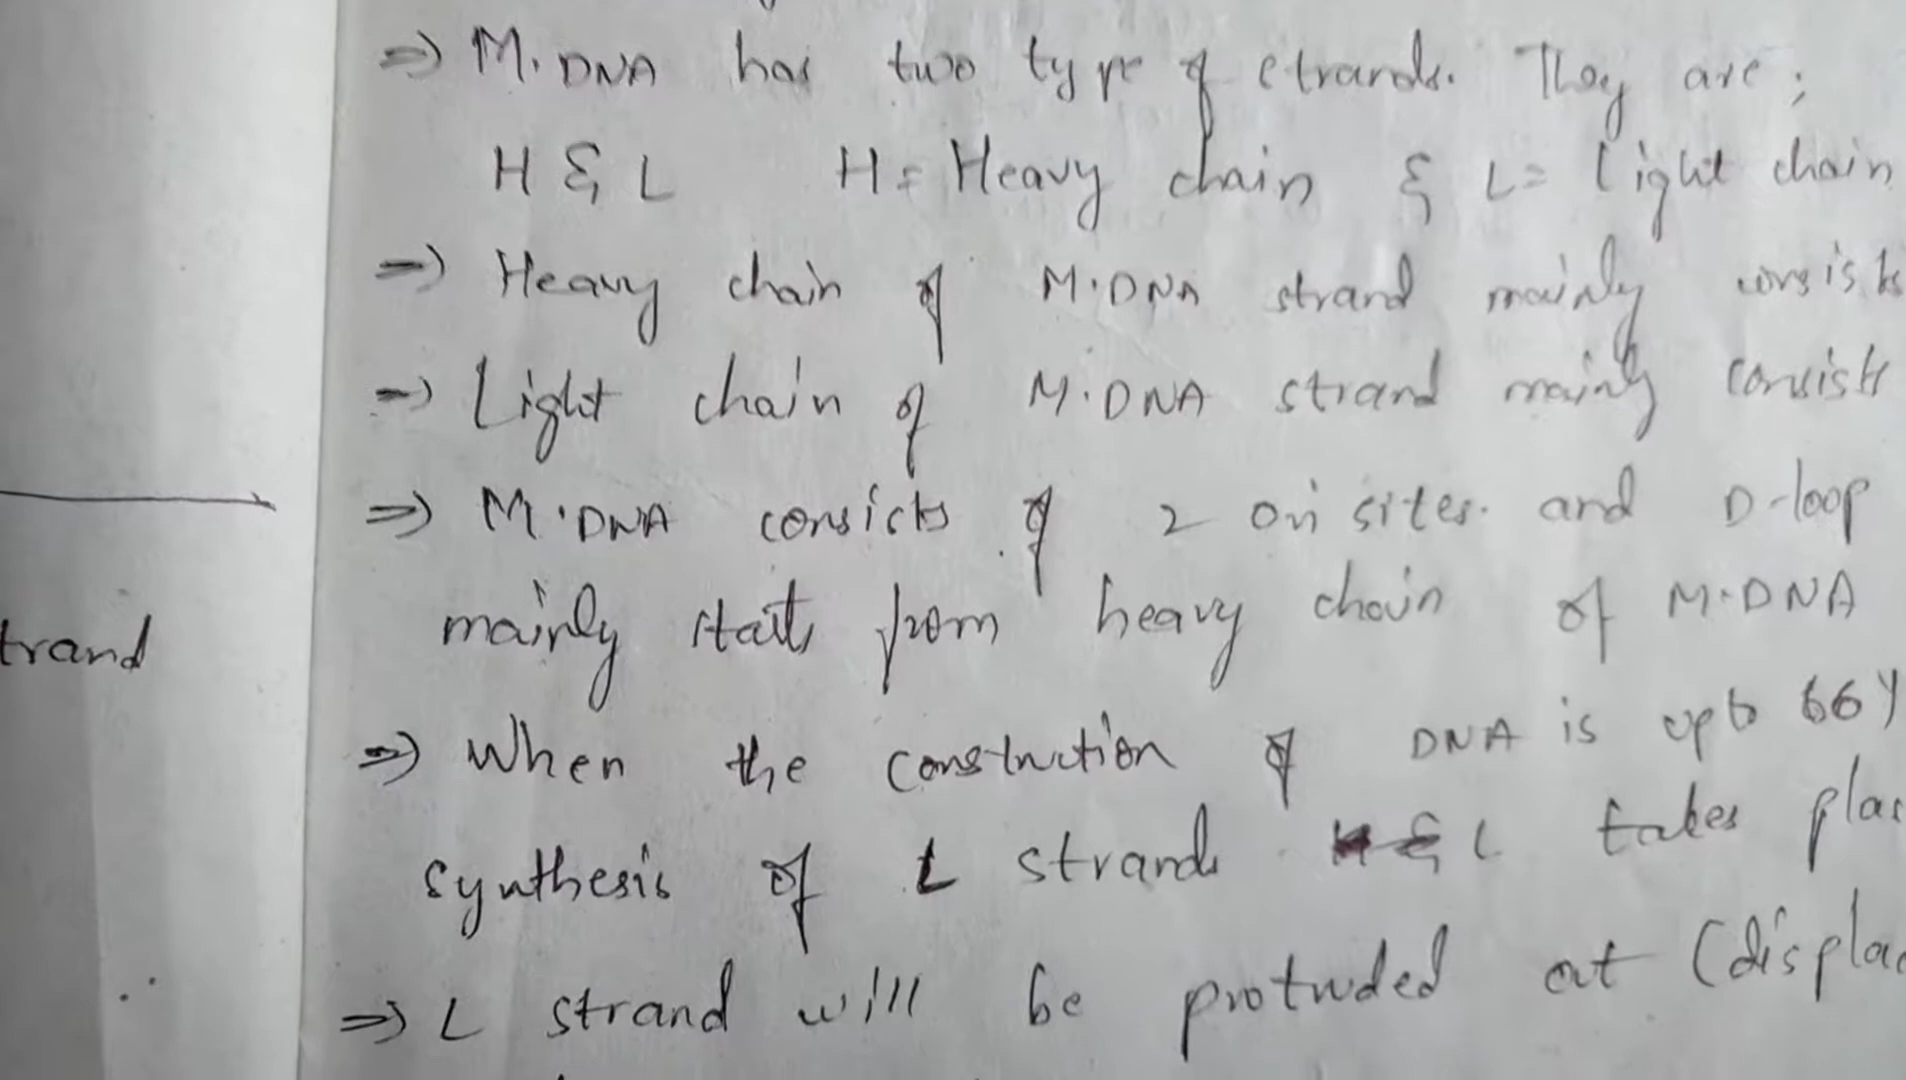 ⇒ M.DNA has two type of strands. They are;
H & L H = Heavy chain & L = Light chain
⇒ Heavy chain of M.DNA strand mainly consists
⇒ Light chain of M.DNA strand mainly consists
⇒ M.DNA consists of 2 ori sites. and D-loop
mainly starts from heavy chain of M.DNA
trand
⇒ When the construction of DNA is upto 66
synthesis of L strand L takes plac
⇒ L strand will be protuded at (displac